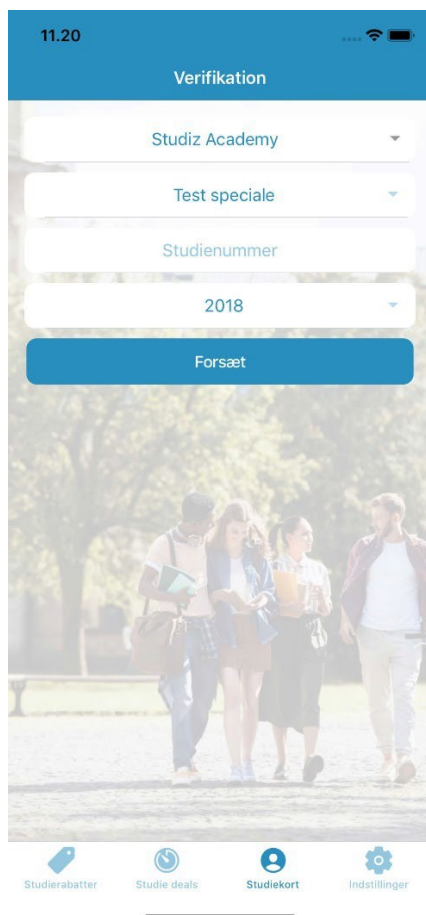 11.20
Verifikation
Studiz Academy
Test speciale
Studienummer
2018
Forsæt
Studierabatter
Studie deals
Studiekort
Indstillinger